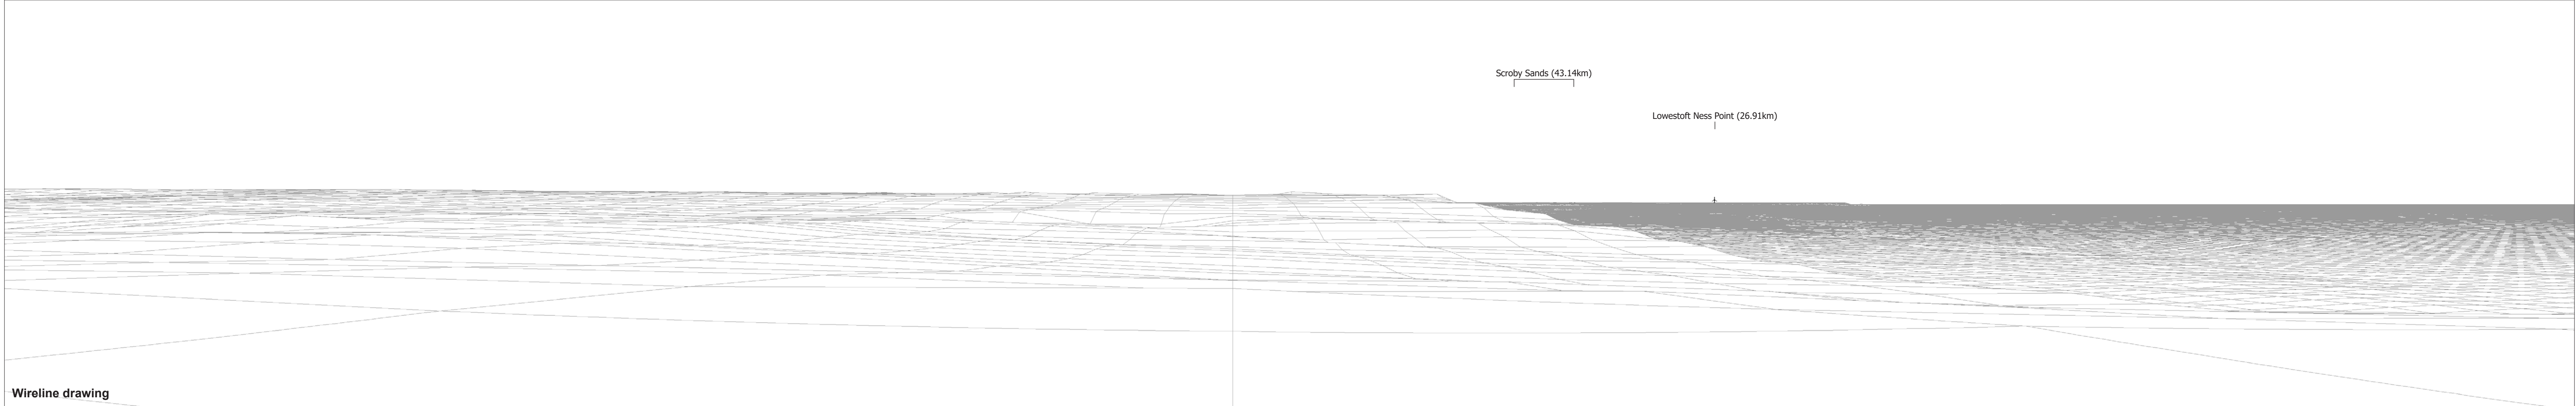 Scroby Sands (43.14km)
Lowestoft Ness Point (26.91km)
Wireline drawing